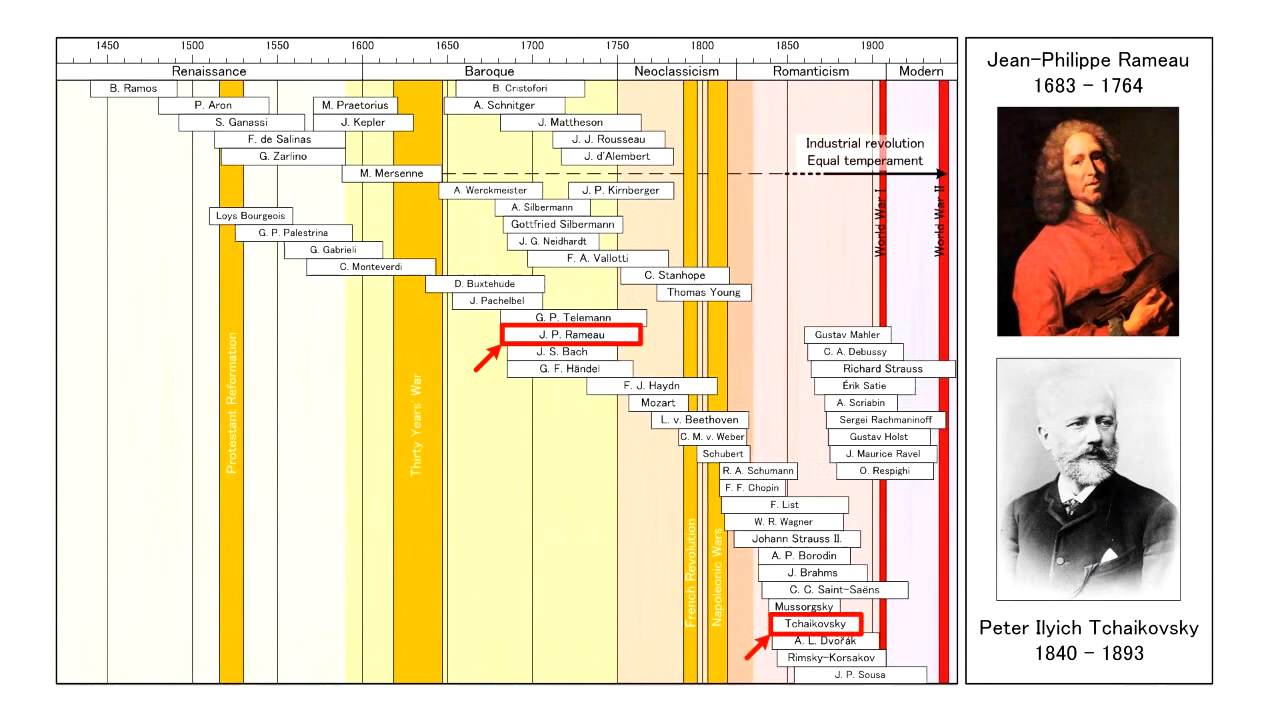 1450 1500 1550 1600 1650 1700 1750 1800 1850 1900
Renaissance Baroque Neoclassicism Romanticism Modern
B. Ramos B. Cristofori
P. Aron M. Praetorius A. Schnitger
S. Ganassi J. Kepler J. Mattheson
F. de Salinas J. J. Rousseau
G. Zarlino J. d'Alembert
Industrial revolution
Equal temperament
M. Mersenne
A. Werckmeister J. P. Kirnberger
A. Silbermann
Loys Bourgeois Gottfried Silbermann
G. P. Palestrina J. G. Neidhardt
G. Gabrieli F. A. Vallotti
C. Monteverdi C. Stanhope
D. Buxtehude Thomas Young
J. Pachelbel
G. P. Telemann
J. P. Rameau Gustav Mahler
J. S. Bach C. A. Debussy
G. F. Händel Richard Strauss
F. J. Haydn Érik Satie
Mozart A. Scriabin
L. v. Beethoven Sergei Rachmaninoff
C. M. v. Weber Gustav Holst
Schubert J. Maurice Ravel
R. A. Schumann O. Respighi
F. F. Chopin
F. List
W. R. Wagner
Johann Strauss II.
A. P. Borodin
J. Brahms
C. C. Saint-Saëns
Mussorgsky
Tchaikovsky
A. L. Dvořák
Rimsky-Korsakov
J. P. Sousa
Protestant Reformation
Thirty Years' War
French Revolution
Napoleonic Wars
World War I
World War II
Jean-Philippe Rameau
1683 - 1764
Peter Ilyich Tchaikovsky
1840 - 1893